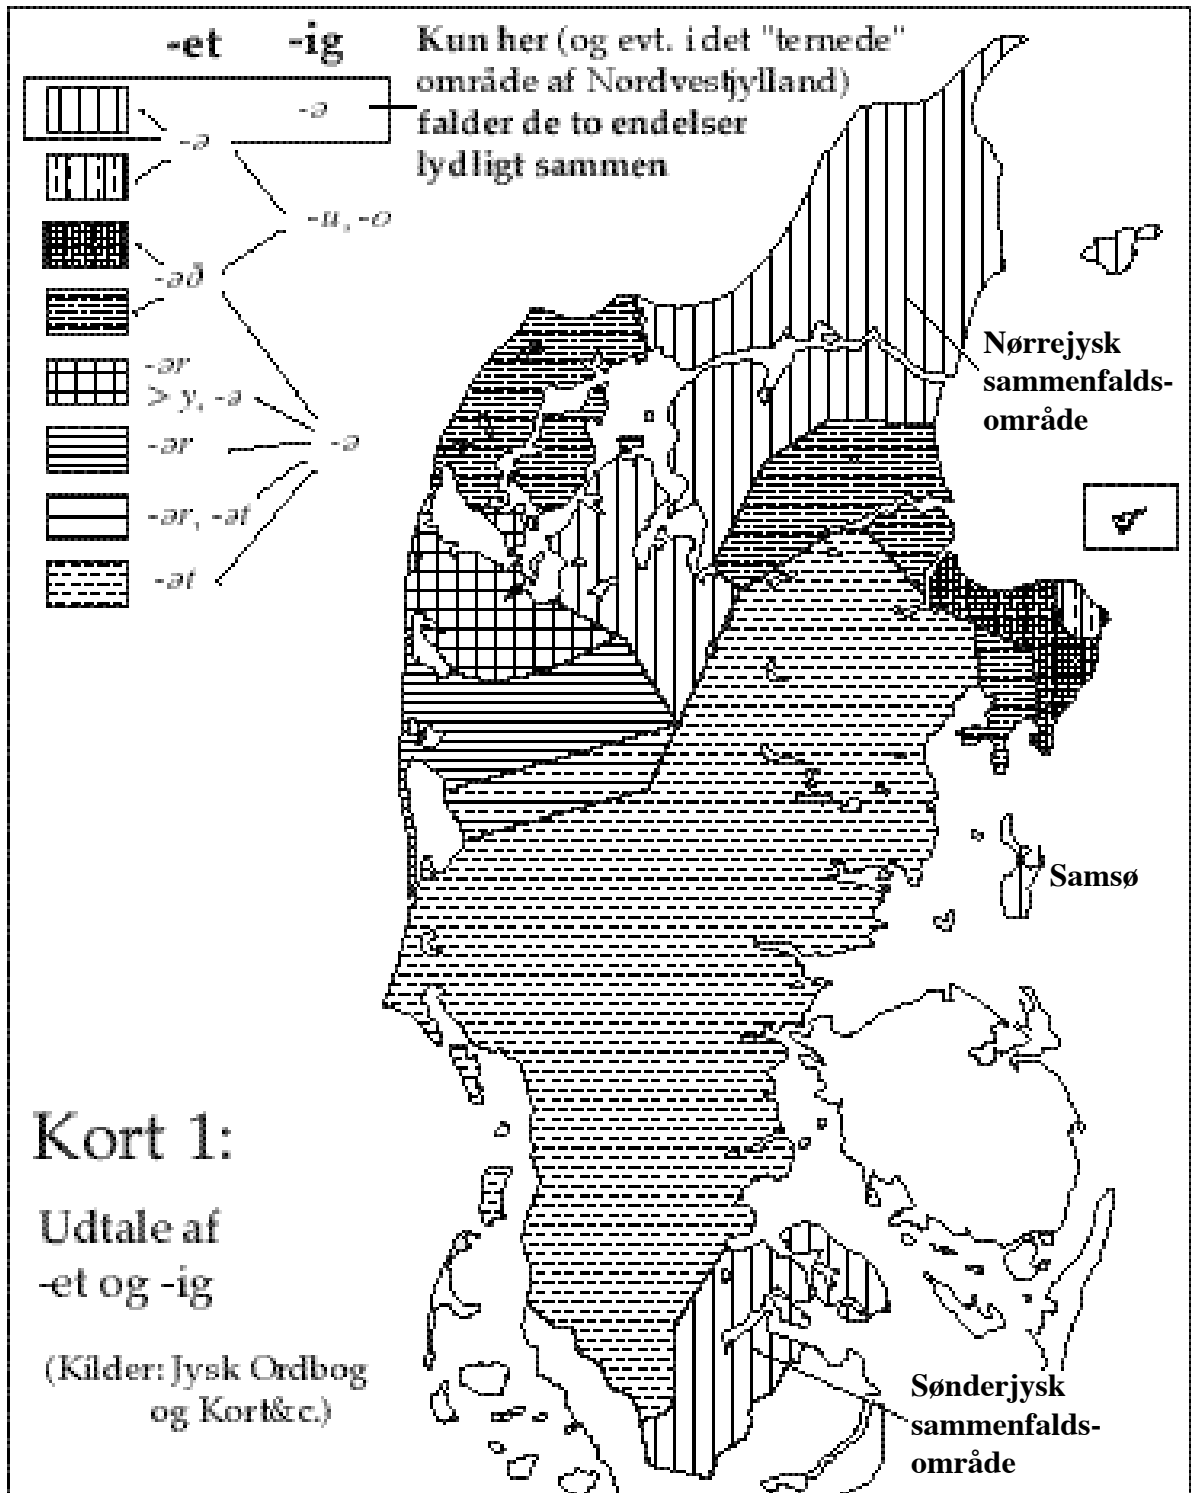 -et -ig
Kun her (og evt. i det "ternede"
område af Nordvestjylland)
falder de to endelser
lydligt sammen
-ə
-ə
-u, -o
-əð
-ər
> y, -ə
-ər
-ə
-ər, -ət
-ət
Nørrejysk
sammenfalds-
område
Samsø
Kort 1:
Udtale af
-et og -ig
(Kilder: Jysk Ordbog
og Kort&c.)
Sønderjysk
sammenfalds-
område